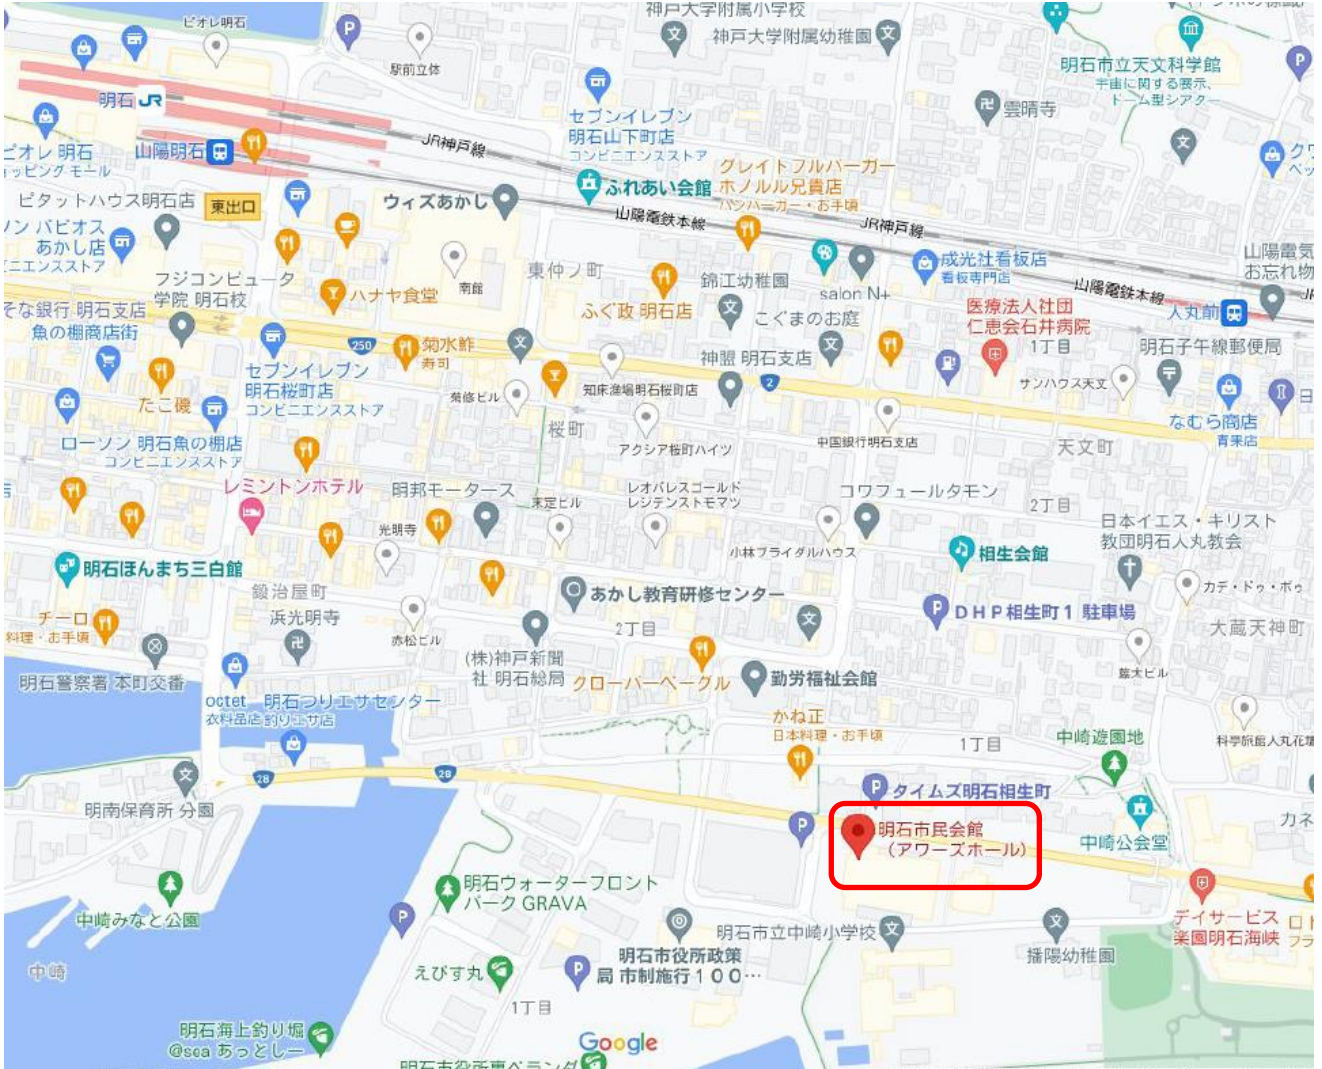 ピオレ明石
神戸大学附属小学校
神戸大学附属幼稚園
駅前立体
明石市立天文科学館
宇宙に関する展示、
ドーム型シアター
明石 JR
JR神戸線
セブンイレブン
明石山下町店
コンビニエンスストア
雲晴寺
ピオレ 明石
ョッピング モール
山陽明石
グレイトフルバーガー
ホノルル兄貴店
ハンバーガー・お手頃
ふれあい会館
ピタットハウス明石店
東出口
ウィズあかし
山陽電鉄本線
JR神戸線
ソン パピオス
あかし店
ニエンスストア
成光社看板店
看板専門店
山陽電気
お忘れ物
フジコンピュータ
学院 明石校
南館
東仲ノ町
錦江幼稚園
salon N+
山陽電鉄本線
ハナヤ食堂
そな銀行 明石支店
魚の棚商店街
ふぐ政 明石店
こぐまのお庭
医療法人社団
仁恵会石井病院
人丸前
250
菊水鮓
寿司
1丁目
明石子午線郵便局
神盟 明石支店
セブンイレブン
明石桜町店
コンビニエンスストア
知床漁場明石桜町店
2
サンハウス天文
菊修ビル
たこ磯
桜町
なむら商店
青果店
ローソン 明石魚の棚店
コンビニエンスストア
アクシア桜町ハイツ
中国銀行明石支店
天文町
レミントンホテル
明邦モータース
末定ビル
レオパレスゴールド
レジデンストモマツ
コワフュールタモン
2丁目
光明寺
小林ブライダルハウス
日本イエス・キリスト
教団明石人丸教会
相生会館
明石ほんまち三白館
鍛治屋町
あかし教育研修センター
カデ・ドゥ・ボゥ
チーロ
料理・お手頃
浜光明寺
赤松ビル
2丁目
DHP相生町1 駐車場
大蔵天神町
(株)神戸新聞
社 明石総局
明石警察署 本町交番
クローバーベーグル
勤労福祉会館
octet
衣料品店
明石つりエサセンター
釣りエサ店
かね正
日本料理・お手頃
1丁目
中崎遊園地
料亭旅館人丸花壇
28
28
明南保育所 分園
タイムズ明石相生町
明石市民会館
(アワーズホール)
中崎公会堂
カネ
明石ウォーターフロント
パーク GRAVA
中崎みなと公園
デイサービス
楽園明石海峡
明石市立中崎小学校
播陽幼稚園
明石市役所政策
局 市制施行100…
中崎
えびす丸
1丁目
明石海上釣り堀
@sea あっとしー
Google
明石市役所裏ベランダ